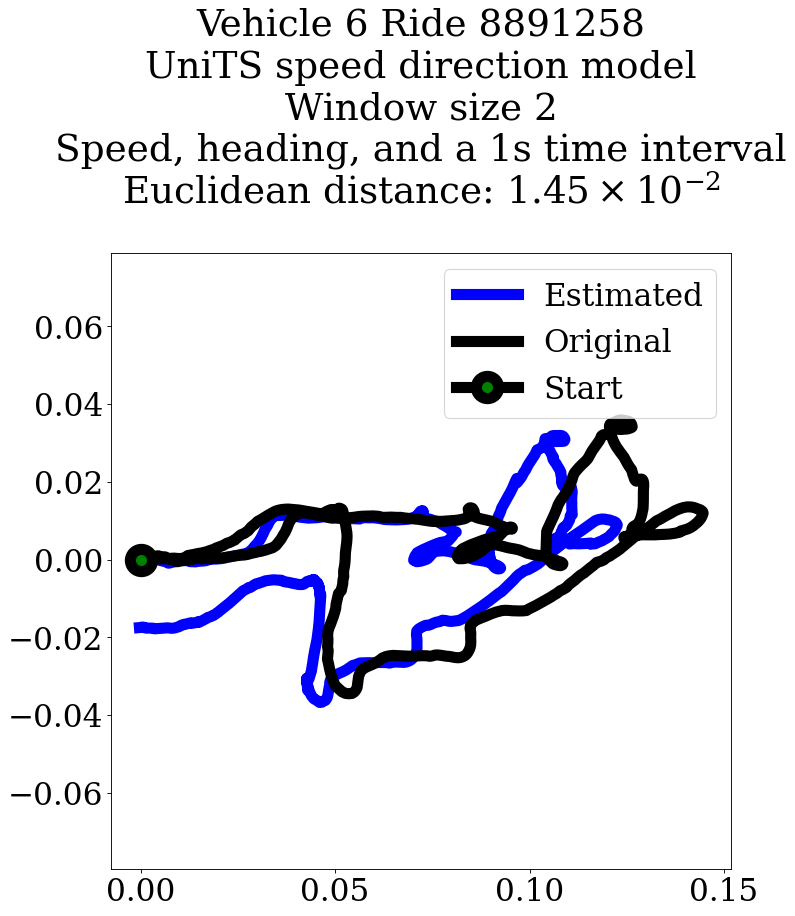 Vehicle 6 Ride 8891258
UniTS speed direction model
Window size 2
Speed, heading, and a 1s time interval
Euclidean distance: 1.45 × 10⁻²
Estimated
Original
Start
0.06
0.04
0.02
0.00
−0.02
−0.04
−0.06
0.00 0.05 0.10 0.15